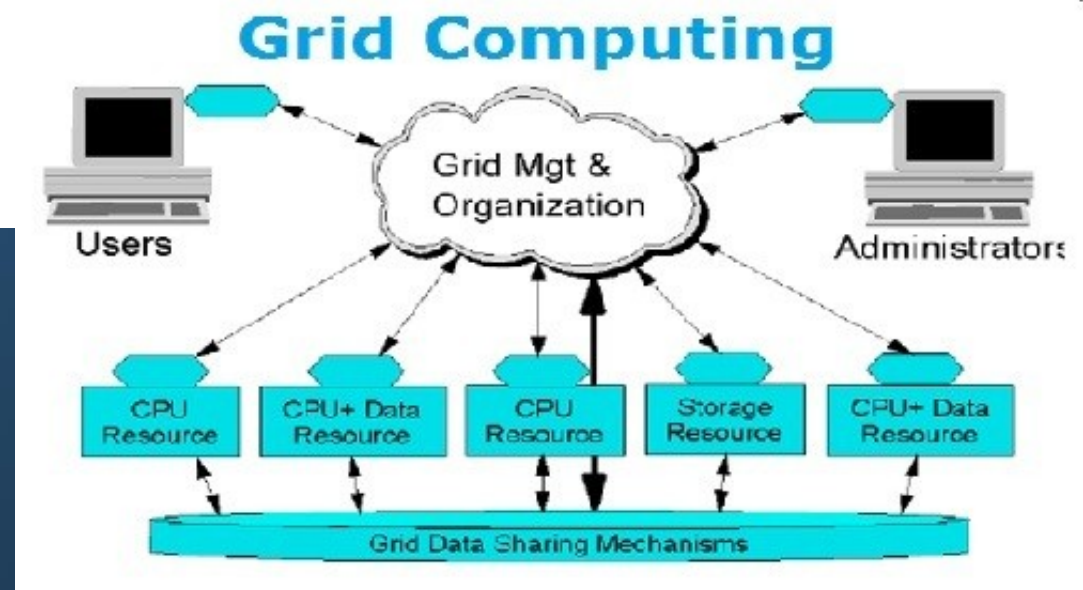 Grid Computing
Grid Mgt &
Organization
Users
Administrators
CPU
Resource
CPU+ Data
Resource
CPU
Resource
Storage
Resource
CPU+ Data
Resource
Grid Data Sharing Mechanisms